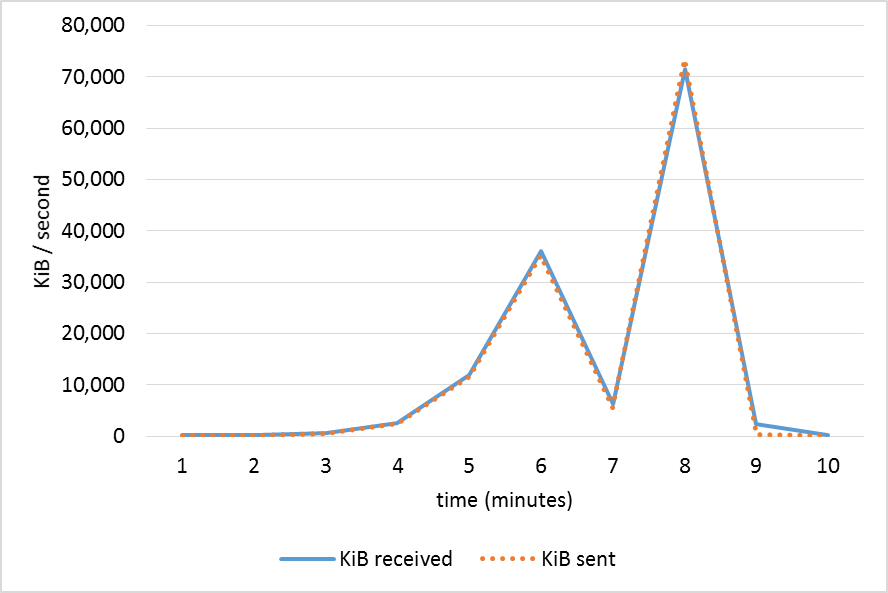 80,000
70,000
60,000
50,000
40,000
30,000
20,000
10,000
0
KiB / second
1 2 3 4 5 6 7 8 9 10
time (minutes)
KiB received KiB sent